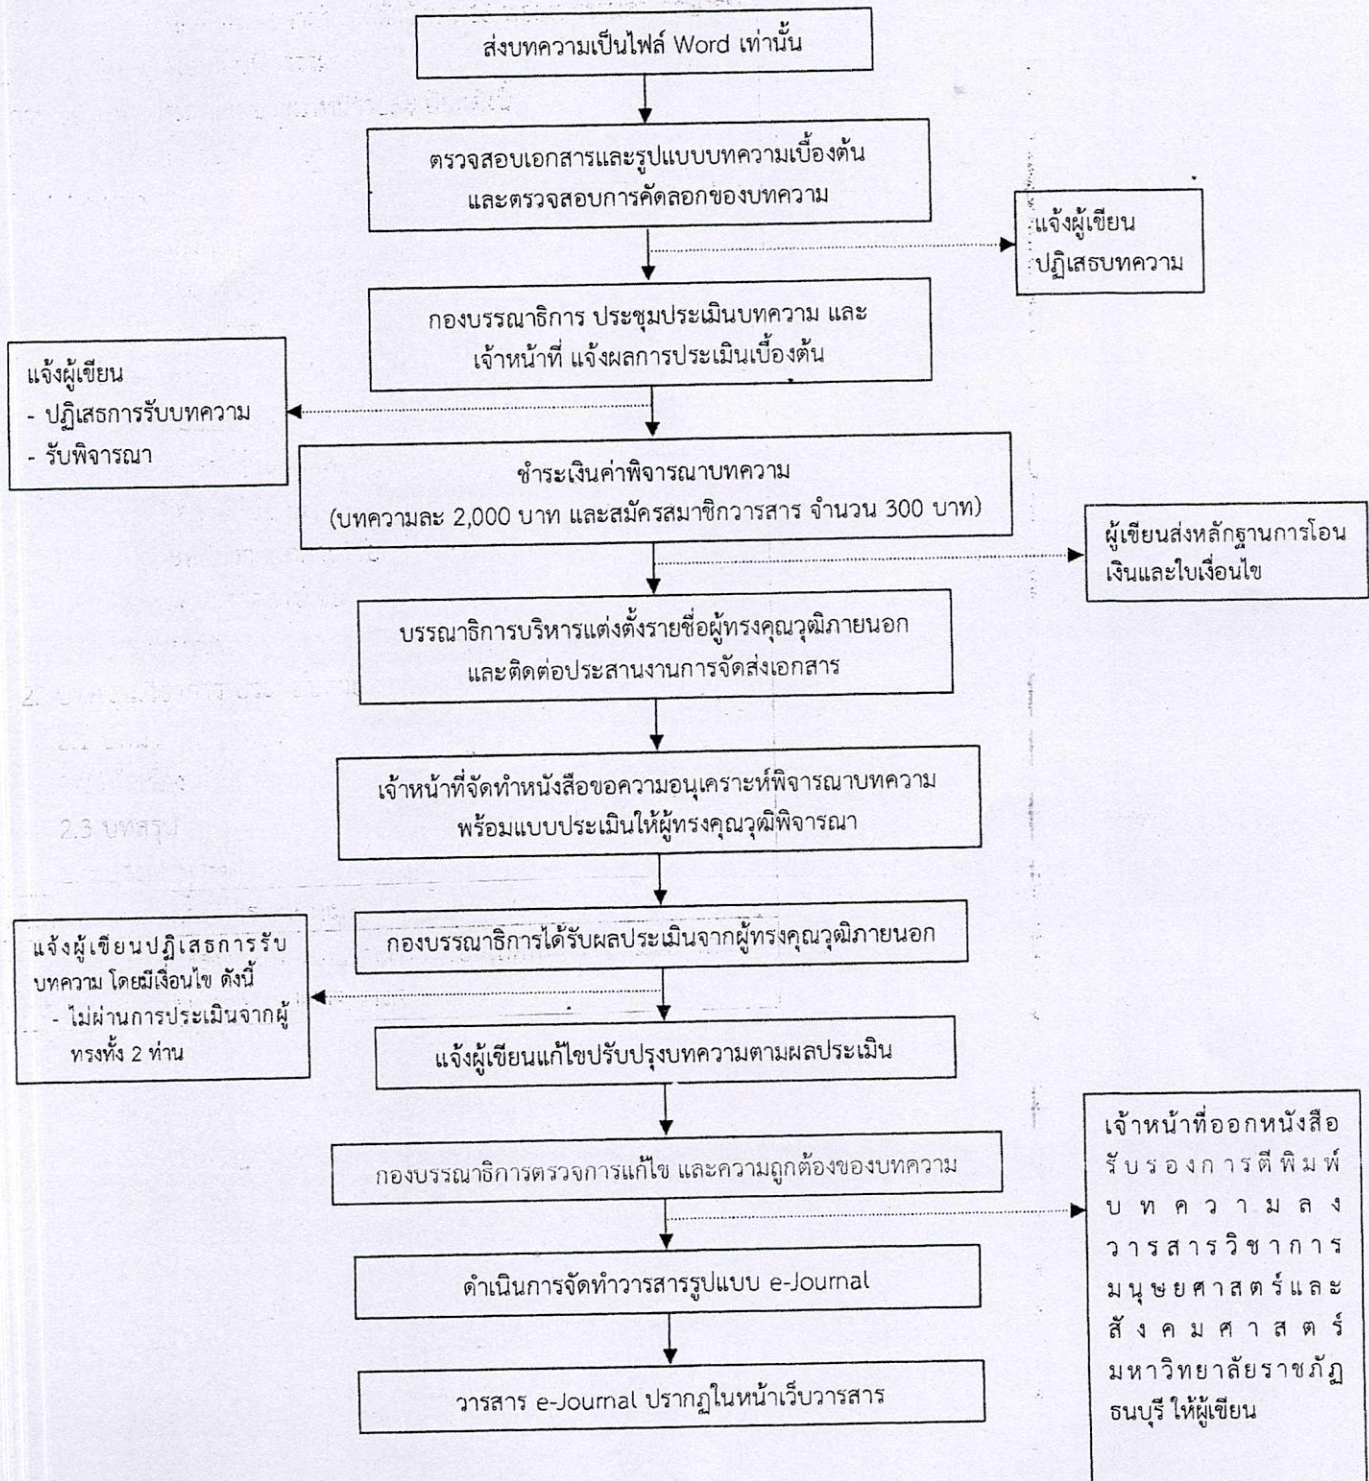 ส่งบทความเป็นไฟล์ Word เท่านั้น
ตรวจสอบเอกสารและรูปแบบบทความเบื้องต้น
และตรวจสอบการคัดลอกของบทความ
แจ้งผู้เขียน
ปฏิเสธบทความ
กองบรรณาธิการ ประชุมประเมินบทความ และ
เจ้าหน้าที่ แจ้งผลการประเมินเบื้องต้น
แจ้งผู้เขียน
- ปฏิเสธการรับบทความ
- รับพิจารณา
ชำระเงินค่าพิจารณาบทความ
(บทความละ 2,000 บาท และสมัครสมาชิกวารสาร จำนวน 300 บาท)
ผู้เขียนส่งหลักฐานการโอน
เงินและใบเงื่อนไข
บรรณาธิการบริหารแต่งตั้งรายชื่อผู้ทรงคุณวุฒิภายนอก
และติดต่อประสานงานการจัดส่งเอกสาร
เจ้าหน้าที่จัดทำหนังสือขอความอนุเคราะห์พิจารณาบทความ
พร้อมแบบประเมินให้ผู้ทรงคุณวุฒิพิจารณา
2.3 บทสรุป
กองบรรณาธิการได้รับผลประเมินจากผู้ทรงคุณวุฒิภายนอก
แจ้งผู้เขียนปฏิเสธการรับ
บทความ โดยมีเงื่อนไข ดังนี้
- ไม่ผ่านการประเมินจากผู้
ทรงทั้ง 2 ท่าน
แจ้งผู้เขียนแก้ไขปรับปรุงบทความตามผลประเมิน
กองบรรณาธิการตรวจการแก้ไข และความถูกต้องของบทความ
เจ้าหน้าที่ออกหนังสือ
รับรองการตีพิมพ์
บทความลง
วารสารวิชาการ
มนุษยศาสตร์และ
สังคมศาสตร์
มหาวิทยาลัยราชภัฏ
ธนบุรี ให้ผู้เขียน
ดำเนินการจัดทำวารสารรูปแบบ e-Journal
วารสาร e-Journal ปรากฏในหน้าเว็บวารสาร